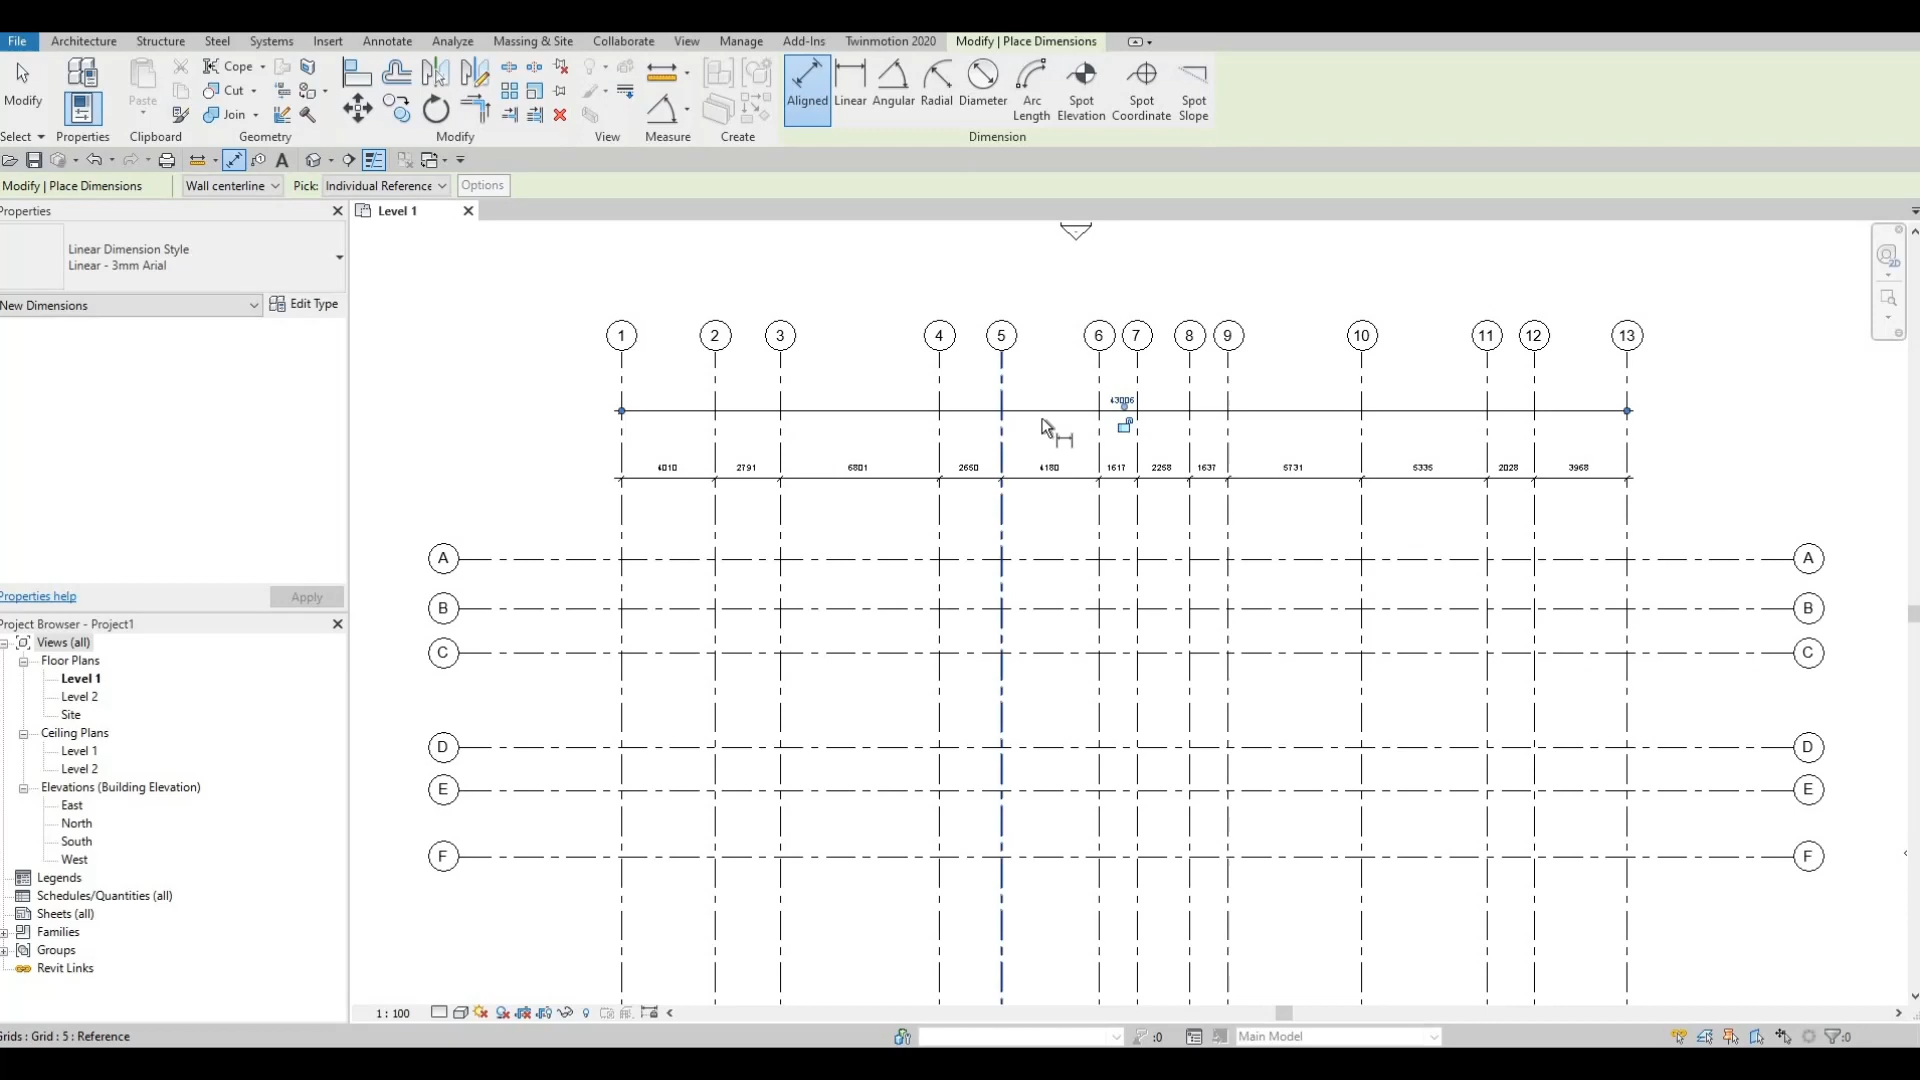 File Architecture Structure Steel Systems Insert Annotate Analyze Massing & Site Collaborate View Manage Add-Ins Twinmotion 2020 Modify | Place Dimensions
Modify Paste Cope Cut Join Aligned Linear Angular Radial Diameter Arc Length Spot Elevation Spot Coordinate Spot Slope
Select Properties Clipboard Geometry Modify View Measure Create Dimension
Modify | Place Dimensions Wall centerline Pick: Individual Reference Options
Properties
Level 1
Linear Dimension Style
Linear - 3mm Arial
New Dimensions Edit Type
1 2 3 4 5 6 7 8 9 10 11 12 13
43006
4010 2791 6801 2660 4180 1617 2258 1637 5731 5335 2028 3968
A A
B B
C C
D D
E E
F F
Properties help Apply
Project Browser - Project1
Views (all)
Floor Plans
Level 1
Level 2
Site
Ceiling Plans
Level 1
Level 2
Elevations (Building Elevation)
East
North
South
West
Legends
Schedules/Quantities (all)
Sheets (all)
Families
Groups
Revit Links
1 : 100
rids : Grid : 5 : Reference :0 Main Model :0
2D